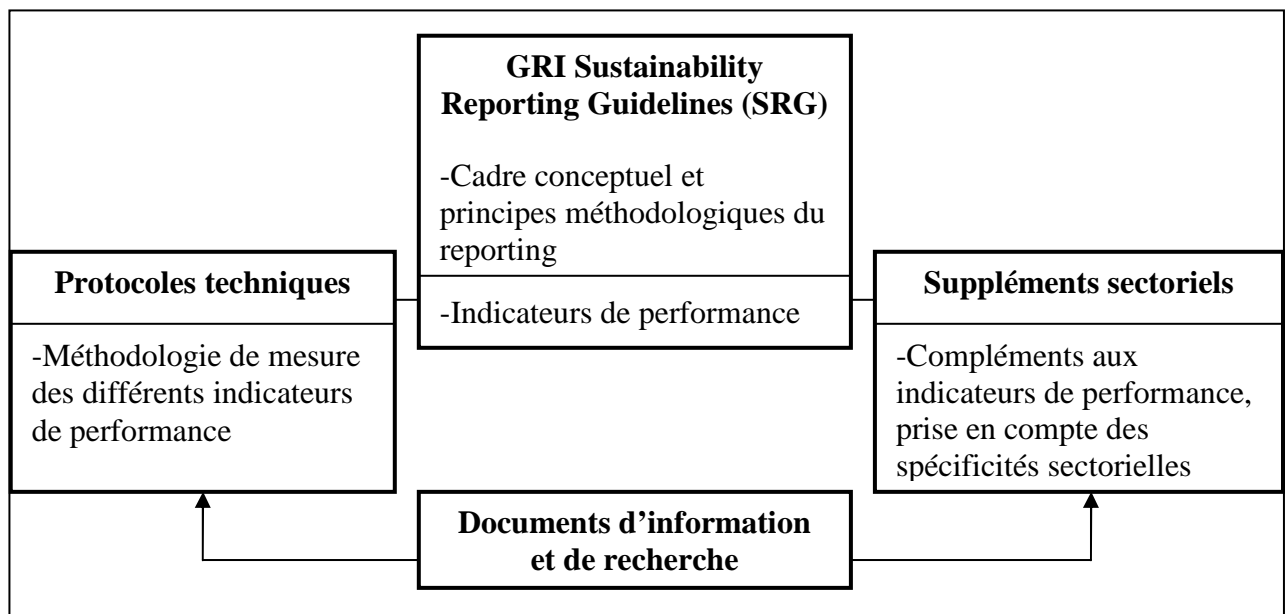 GRI Sustainability
Reporting Guidelines (SRG)
-Cadre conceptuel et
principes méthodologiques du
reporting
-Indicateurs de performance
Protocoles techniques
-Méthodologie de mesure
des différents indicateurs
de performance
Suppléments sectoriels
-Compléments aux
indicateurs de performance,
prise en compte des
spécificités sectorielles
Documents d’information
et de recherche